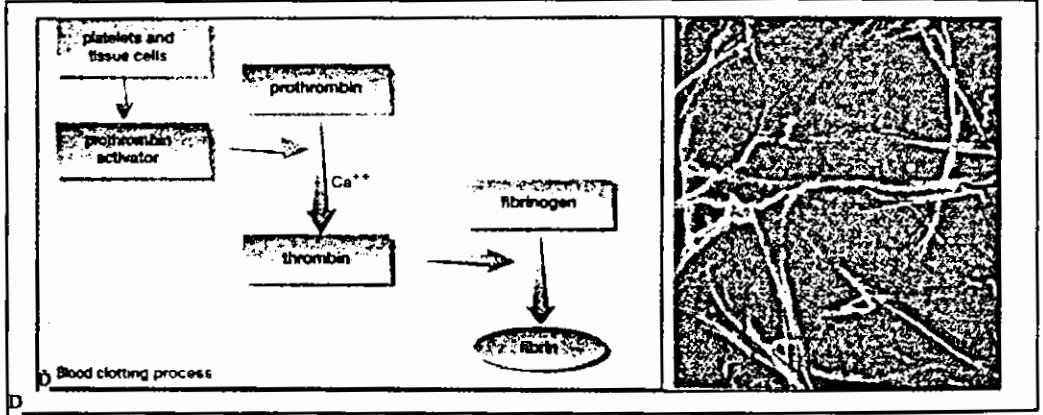 platelets and
tissue cells
prothrombin
prothrombin
activator
Ca++
fibrinogen
thrombin
fibrin
b Blood clotting process
D